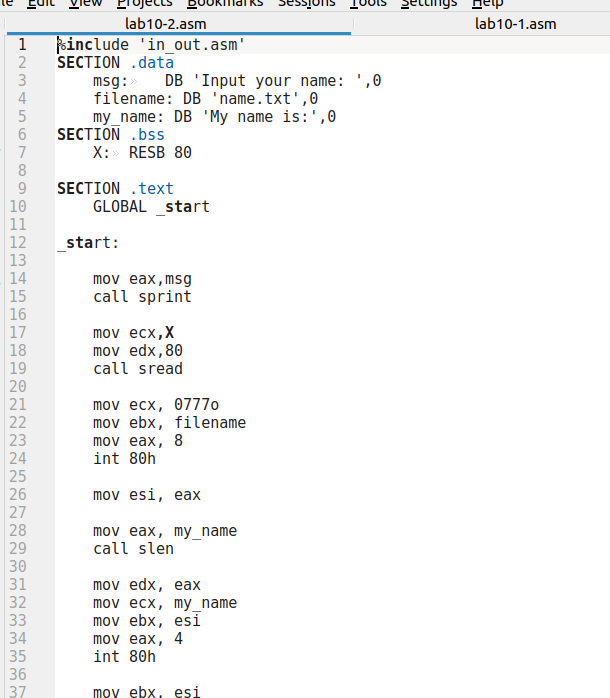 Edit View Projects Bookmarks Sessions Tools Settings Help
lab10-2.asm lab10-1.asm
1 %include 'in_out.asm'
2 SECTION .data
3 msg:» DB 'Input your name: ',0
4 filename: DB 'name.txt',0
5 my_name: DB 'My name is:',0
6 SECTION .bss
7 X:» RESB 80
8
9 SECTION .text
10 GLOBAL _start
11
12 _start:
13
14 mov eax,msg
15 call sprint
16
17 mov ecx,X
18 mov edx,80
19 call sread
20
21 mov ecx, 0777o
22 mov ebx, filename
23 mov eax, 8
24 int 80h
25
26 mov esi, eax
27
28 mov eax, my_name
29 call slen
30
31 mov edx, eax
32 mov ecx, my_name
33 mov ebx, esi
34 mov eax, 4
35 int 80h
36
37 mov ebx, esi